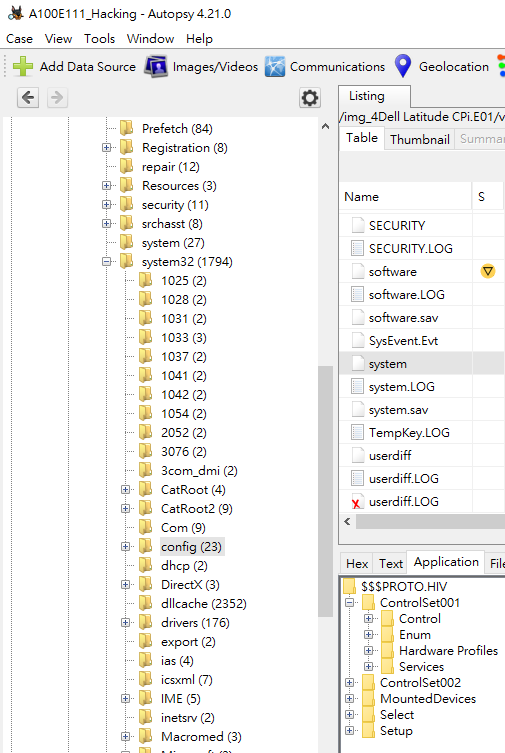 A100E111_Hacking - Autopsy 4.21.0
Case View Tools Window Help
Add Data Source Images/Videos Communications Geolocation
Listing
/img_4Dell Latitude CPi.E01/v
Table Thumbnail Summar
Name S
Prefetch (84)
Registration (8)
repair (12)
Resources (3)
security (11)
srchasst (8)
system (27)
system32 (1794)
1025 (2)
1028 (2)
1031 (2)
1033 (3)
1037 (2)
1041 (2)
1042 (2)
1054 (2)
2052 (2)
3076 (2)
3com_dmi (2)
CatRoot (4)
CatRoot2 (9)
Com (9)
config (23)
dhcp (2)
DirectX (3)
dllcache (2352)
drivers (176)
export (2)
ias (4)
icsxml (7)
IME (5)
inetsrv (2)
Macromed (3)
SECURITY
SECURITY.LOG
software
software.LOG
software.sav
SysEvent.Evt
system
system.LOG
system.sav
TempKey.LOG
userdiff
userdiff.LOG
userdiff.LOG
Hex Text Application File
$$$PROTO.HIV
ControlSet001
Control
Enum
Hardware Profiles
Services
ControlSet002
MountedDevices
Select
Setup